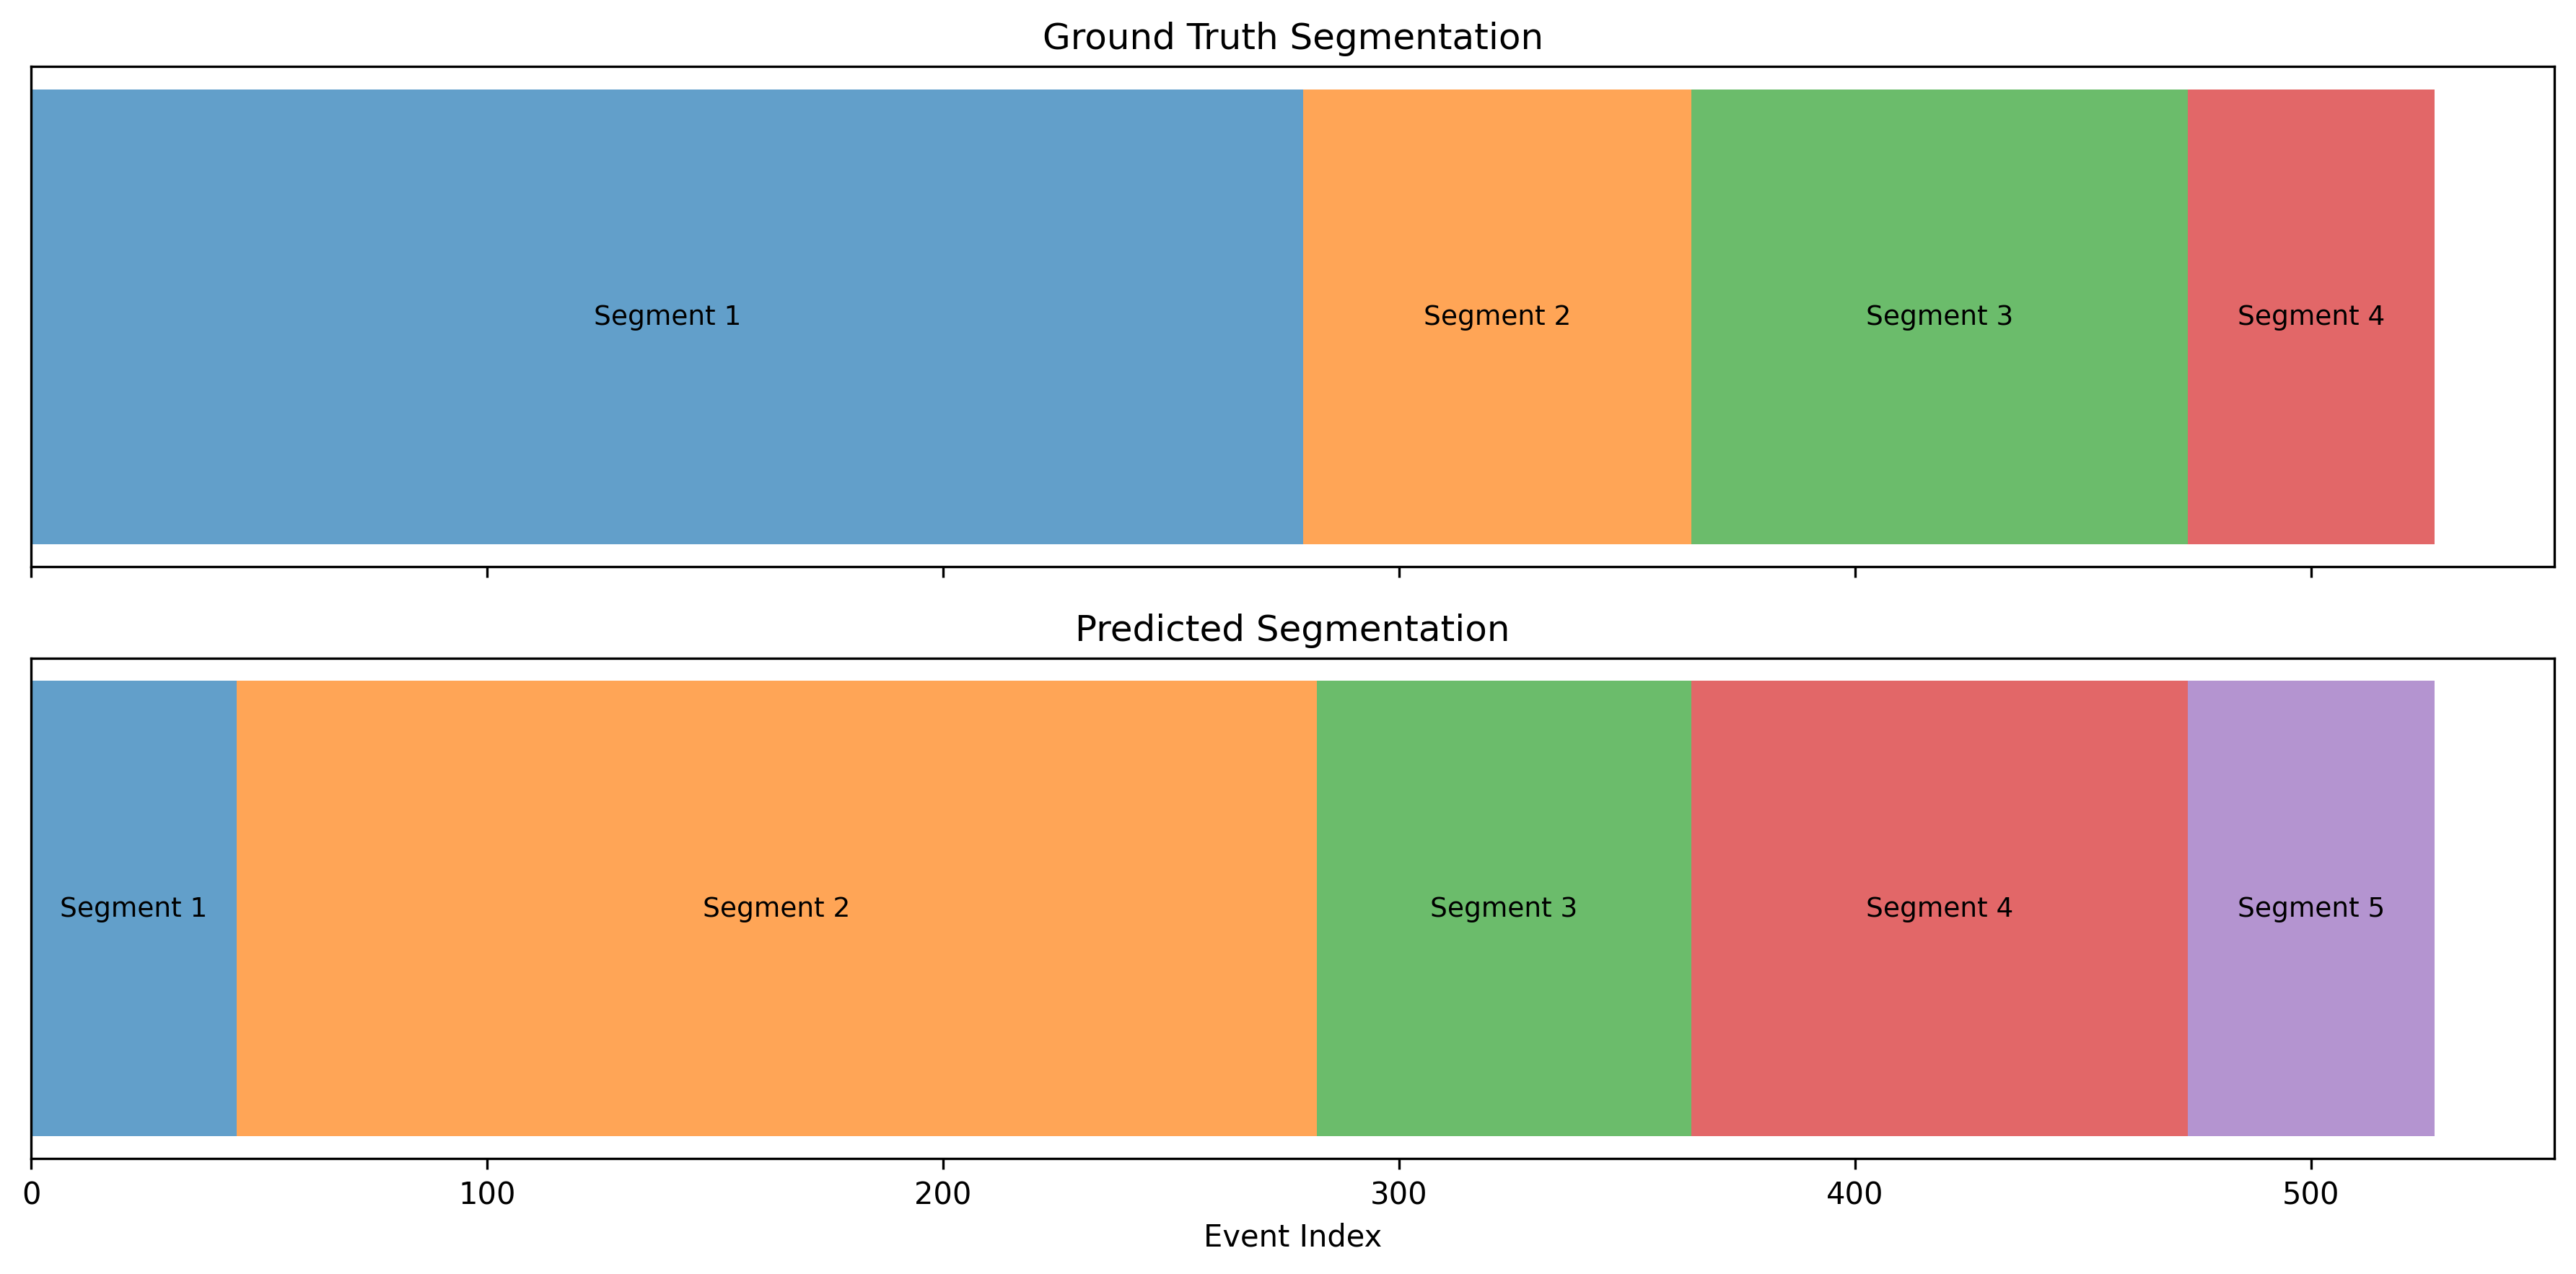 Ground Truth Segmentation
Segment 1 Segment 2 Segment 3 Segment 4
Predicted Segmentation
Segment 1 Segment 2 Segment 3 Segment 4 Segment 5
0 100 200 300 400 500
Event Index